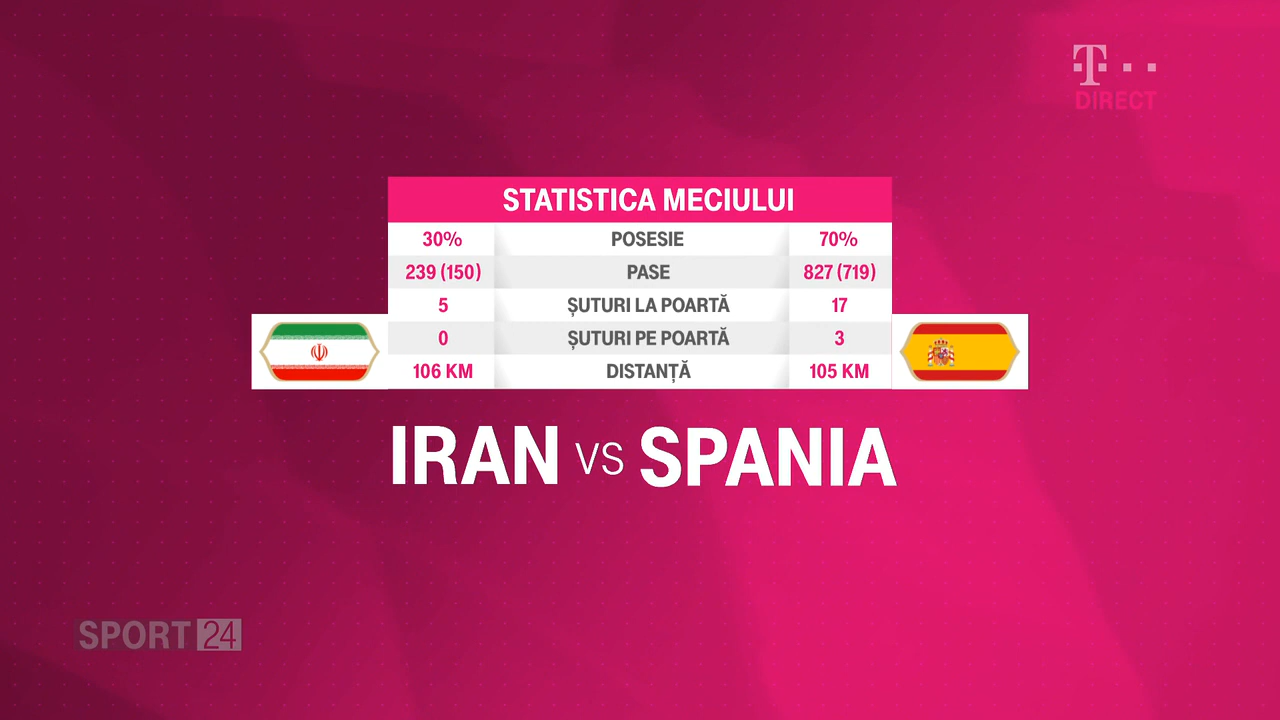 T
DIRECT
STATISTICA MECIULUI
30% POSESIE 70%
239 (150) PASE 827 (719)
5 ȘUTURI LA POARTĂ 17
0 ȘUTURI PE POARTĂ 3
106 KM DISTANȚĂ 105 KM
IRAN VS SPANIA
SPORT 24